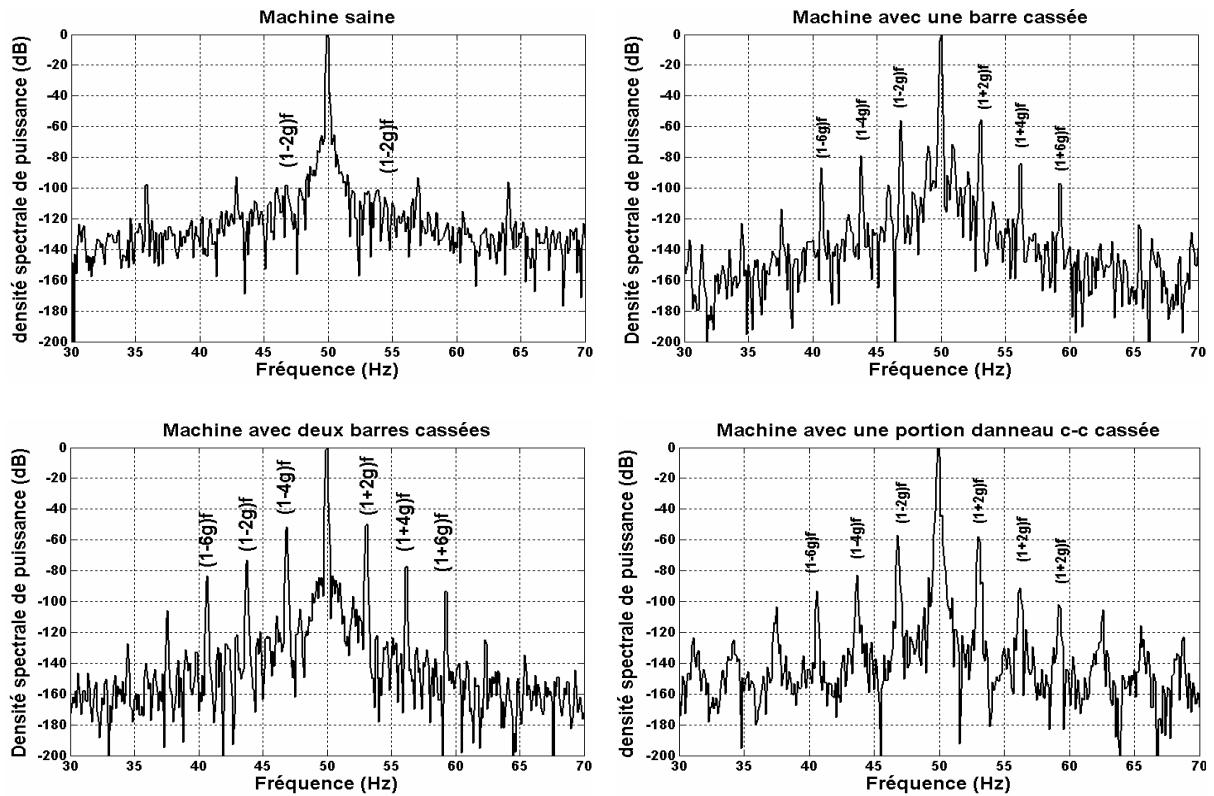 Machine saine
densité spectrale de puissance (dB)
0
-20
-40
-60
-80
-100
-120
-140
-160
-180
-200
(1-2g)f
(1-2g)f
30 35 40 45 50 55 60 65 70
Fréquence (Hz)
Machine avec une barre cassée
Densité spectrale de puissance (dB)
0
-20
-40
-60
-80
-100
-120
-140
-160
-180
-200
(1-6g)f
(1-4g)f
(1-2g)f
(1+2g)f
(1+4g)f
(1+6g)f
30 35 40 45 50 55 60 65 70
Fréquence (Hz)
Machine avec deux barres cassées
Densité spectrale de puissance (dB)
0
-20
-40
-60
-80
-100
-120
-140
-160
-180
-200
(1-6g)f
(1-2g)f
(1-4g)f
(1+2g)f
(1+4g)f
(1+6g)f
30 35 40 45 50 55 60 65 70
Fréquence (Hz)
Machine avec une portion danneau c-c cassée
densité spectrale de puissance (dB)
0
-20
-40
-60
-80
-100
-120
-140
-160
-180
-200
(1-6g)f
(1-4g)f
(1-2g)f
(1+2g)f
(1+2g)f
(1+2g)f
30 35 40 45 50 55 60 65 70
Fréquence (Hz)